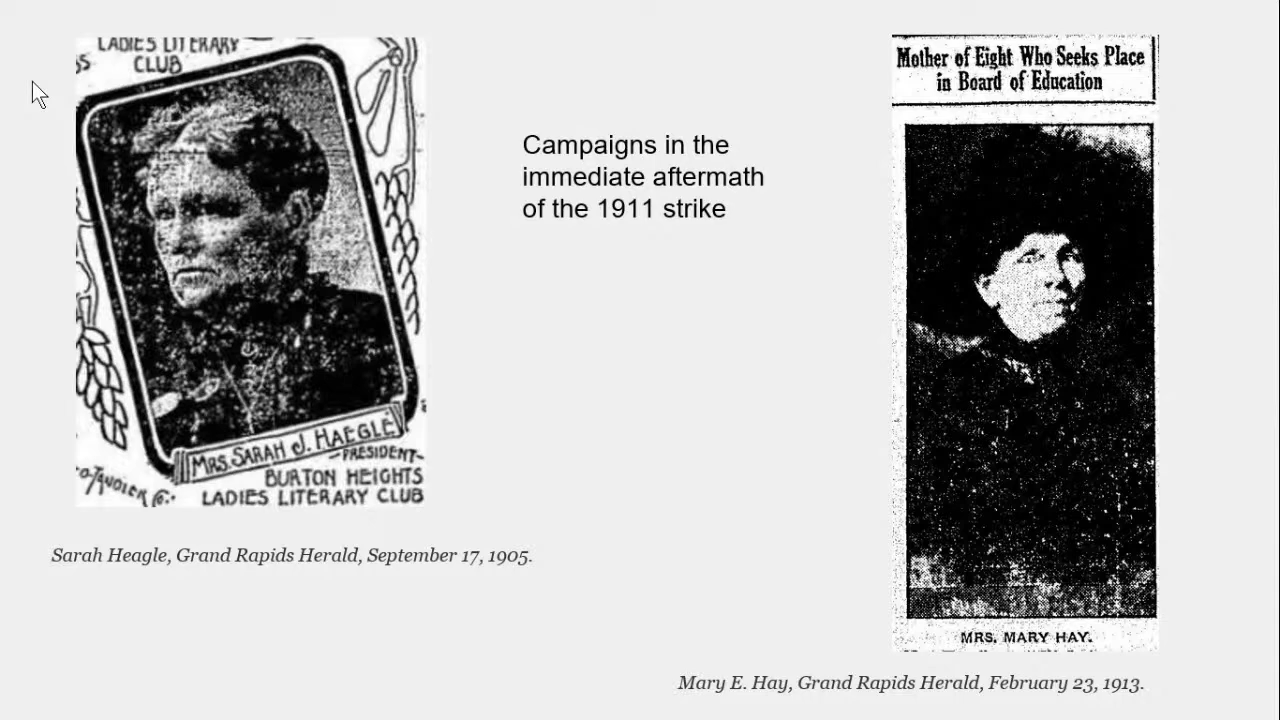 LADIES LITERARY
CLUB
MRS. SARAH J. HAEGLE
-PRESIDENT-
BURTON HEIGHTS
LADIES LITERARY CLUB
Sarah Heagle, Grand Rapids Herald, September 17, 1905.
Campaigns in the
immediate aftermath
of the 1911 strike
Mother of Eight Who Seeks Place
in Board of Education
MRS. MARY HAY.
Mary E. Hay, Grand Rapids Herald, February 23, 1913.